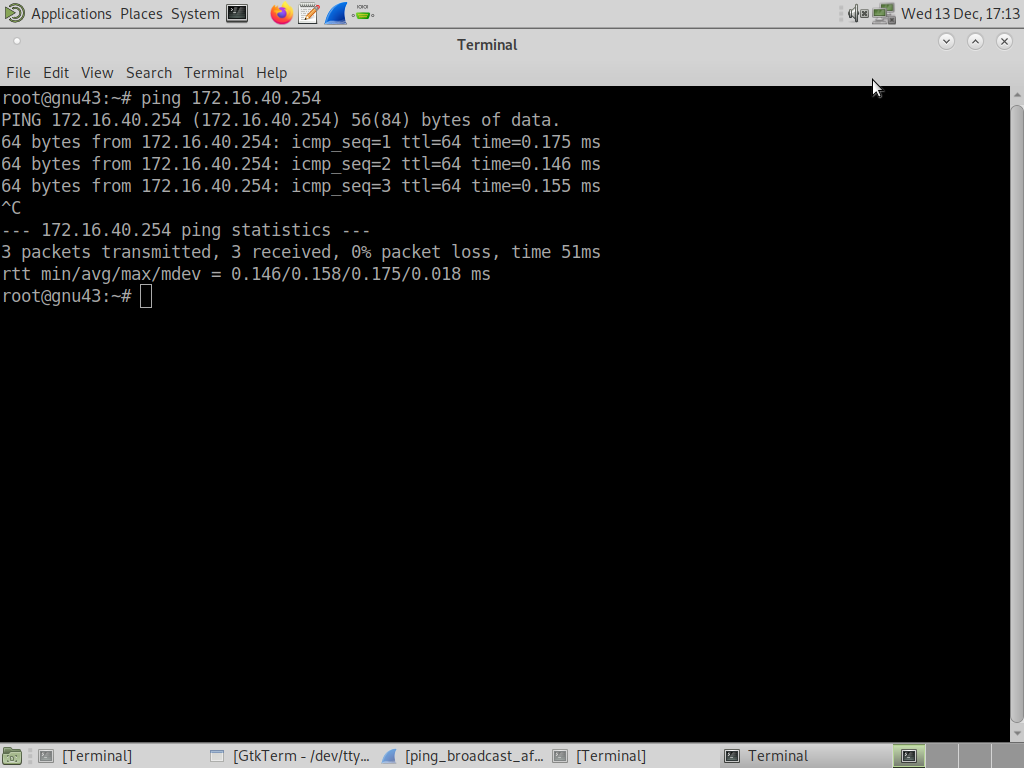 Applications Places System Wed 13 Dec, 17:13
Terminal
File Edit View Search Terminal Help
root@gnu43:~# ping 172.16.40.254
PING 172.16.40.254 (172.16.40.254) 56(84) bytes of data.
64 bytes from 172.16.40.254: icmp_seq=1 ttl=64 time=0.175 ms
64 bytes from 172.16.40.254: icmp_seq=2 ttl=64 time=0.146 ms
64 bytes from 172.16.40.254: icmp_seq=3 ttl=64 time=0.155 ms
^C
--- 172.16.40.254 ping statistics ---
3 packets transmitted, 3 received, 0% packet loss, time 51ms
rtt min/avg/max/mdev = 0.146/0.158/0.175/0.018 ms
root@gnu43:~#
[Terminal] [GtkTerm - /dev/tty... [ping_broadcast_af... [Terminal] Terminal